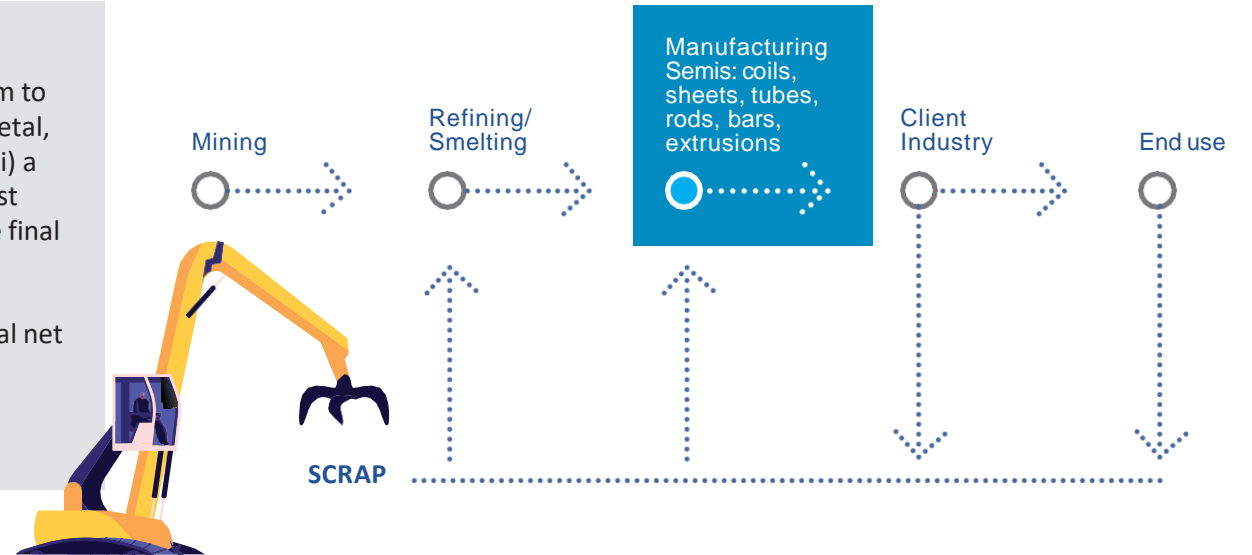 m to
etal,
i) a
st
e final
al net
Mining
Refining/
Smelting
Manufacturing
Semis: coils,
sheets, tubes,
rods, bars,
extrusions
Client
Industry
End use
SCRAP